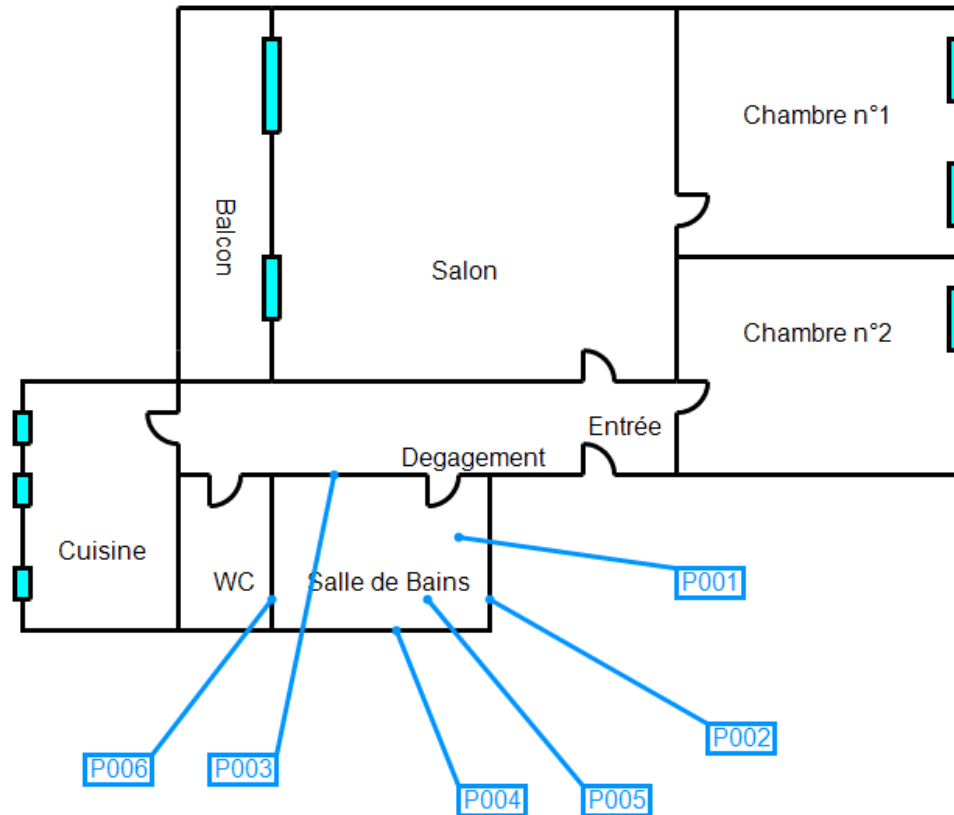 Chambre n°1
Balcon
Salon
Chambre n°2
Entrée
Degagement
Cuisine
WC
Salle de Bains
P001
P002
P006
P003
P004
P005